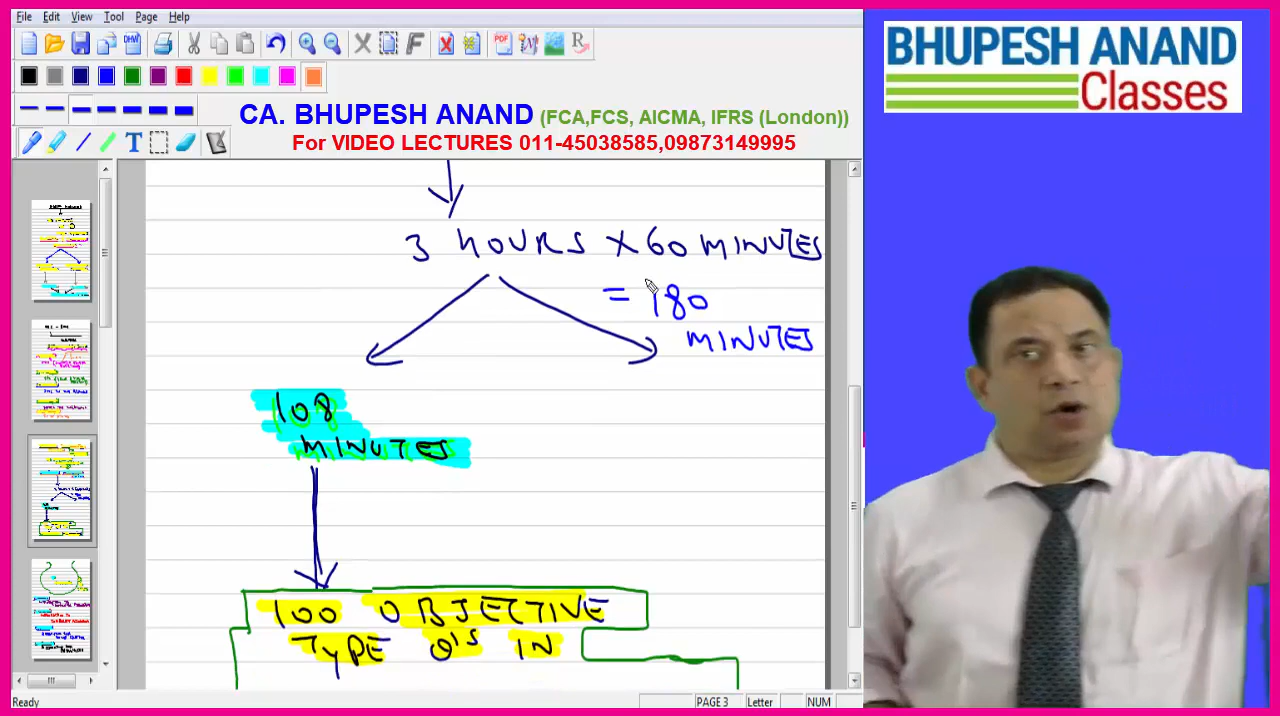 File Edit View Tool Page Help
BHUPESH ANAND
Classes
CA. BHUPESH ANAND (FCA,FCS, AICMA, IFRS (London))
For VIDEO LECTURES 011-45038585,09873149995
3 HOURS X 60 MINUTES
= 180
MINUTES
108
MINUTES
100 OBJECTIVE
TYPE Q'S IN
Ready PAGE 3 Letter NUM